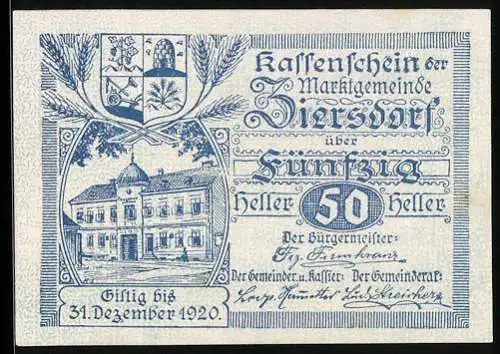 Kassenschein der
Marktgemeinde
Ziersdorf
über
Fünfzig
Heller 50 Heller
Der Bürgermeister:
Der Gemeinder. u. Kassier: Der Gemeinderat:
Giltig bis
31. Dezember 1920.